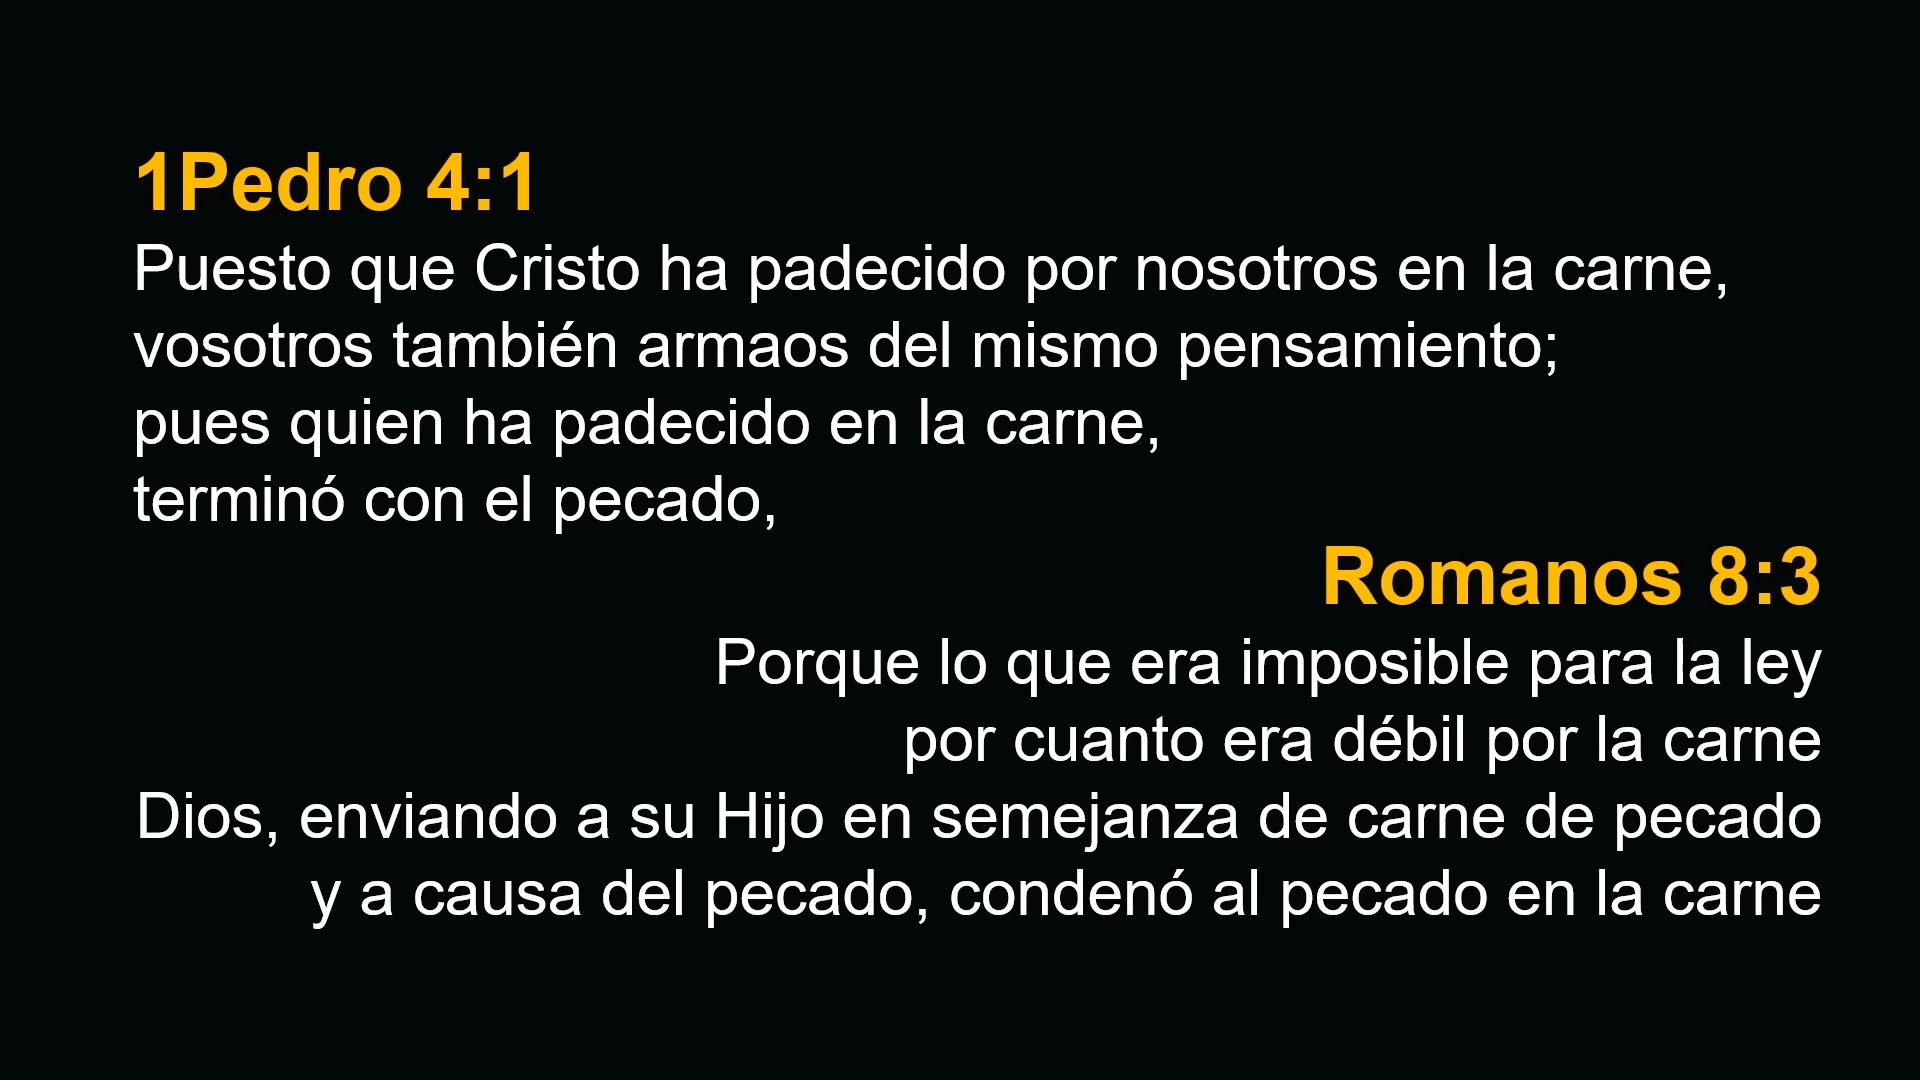 1Pedro 4:1
Puesto que Cristo ha padecido por nosotros en la carne,
vosotros también armaos del mismo pensamiento;
pues quien ha padecido en la carne,
terminó con el pecado,
Romanos 8:3
Porque lo que era imposible para la ley
por cuanto era débil por la carne
Dios, enviando a su Hijo en semejanza de carne de pecado
y a causa del pecado, condenó al pecado en la carne